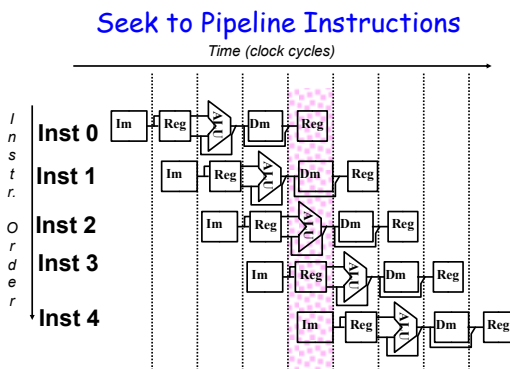 Seek to Pipeline Instructions
Time (clock cycles)
Instr. Order
Inst 0
Im Reg ALU Dm Reg
Inst 1
Im Reg ALU Dm Reg
Inst 2
Im Reg ALU Dm Reg
Inst 3
Im Reg ALU Dm Reg
Inst 4
Im Reg ALU Dm Reg